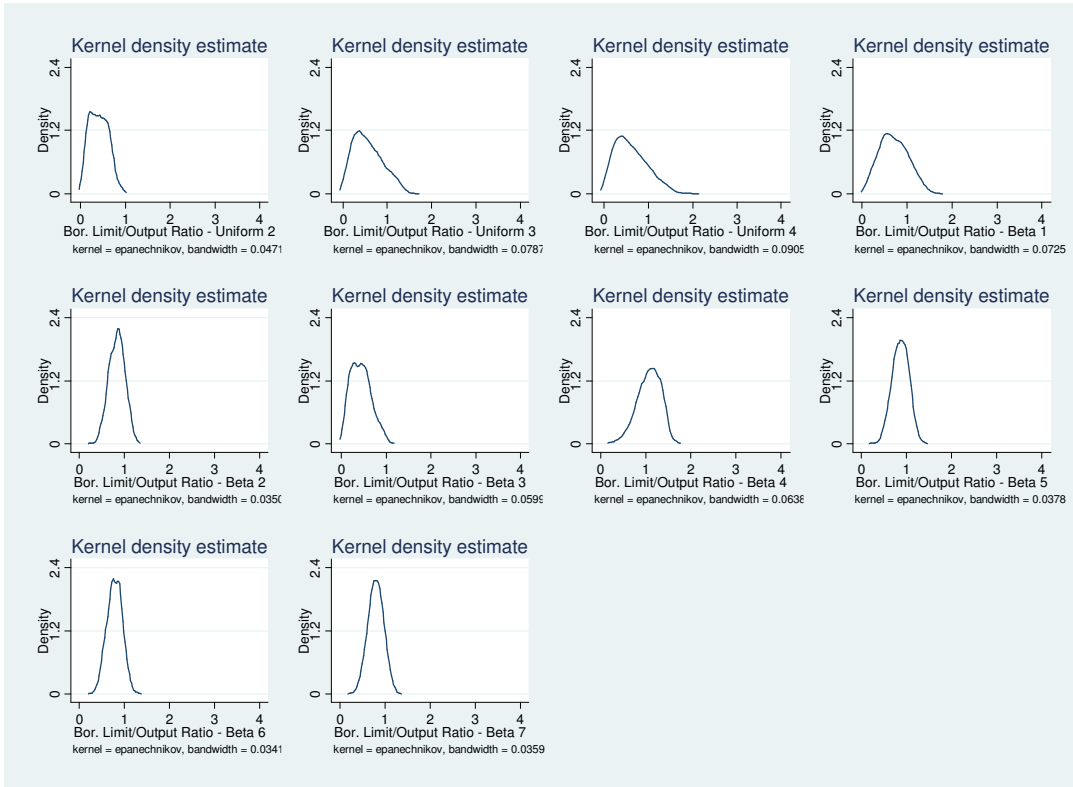 Kernel density estimate
2.4
1.2
0
Density
0 1 2 3 4
Bor. Limit/Output Ratio - Uniform 2
kernel = epanechnikov, bandwidth = 0.0471
Kernel density estimate
2.4
1.2
0
Density
0 1 2 3 4
Bor. Limit/Output Ratio - Uniform 3
kernel = epanechnikov, bandwidth = 0.0787
Kernel density estimate
2.4
1.2
0
Density
0 1 2 3 4
Bor. Limit/Output Ratio - Uniform 4
kernel = epanechnikov, bandwidth = 0.0905
Kernel density estimate
2.4
1.2
0
Density
0 1 2 3 4
Bor. Limit/Output Ratio - Beta 1
kernel = epanechnikov, bandwidth = 0.0725
Kernel density estimate
2.4
1.2
0
Density
0 1 2 3 4
Bor. Limit/Output Ratio - Beta 2
kernel = epanechnikov, bandwidth = 0.0350
Kernel density estimate
2.4
1.2
0
Density
0 1 2 3 4
Bor. Limit/Output Ratio - Beta 3
kernel = epanechnikov, bandwidth = 0.0599
Kernel density estimate
2.4
1.2
0
Density
0 1 2 3 4
Bor. Limit/Output Ratio - Beta 4
kernel = epanechnikov, bandwidth = 0.0638
Kernel density estimate
2.4
1.2
0
Density
0 1 2 3 4
Bor. Limit/Output Ratio - Beta 5
kernel = epanechnikov, bandwidth = 0.0378
Kernel density estimate
2.4
1.2
0
Density
0 1 2 3 4
Bor. Limit/Output Ratio - Beta 6
kernel = epanechnikov, bandwidth = 0.0341
Kernel density estimate
2.4
1.2
0
Density
0 1 2 3 4
Bor. Limit/Output Ratio - Beta 7
kernel = epanechnikov, bandwidth = 0.0359